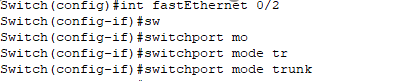 Switch(config)#int fastEthernet 0/2
Switch(config-if)#sw
Switch(config-if)#switchport mo
Switch(config-if)#switchport mode tr
Switch(config-if)#switchport mode trunk